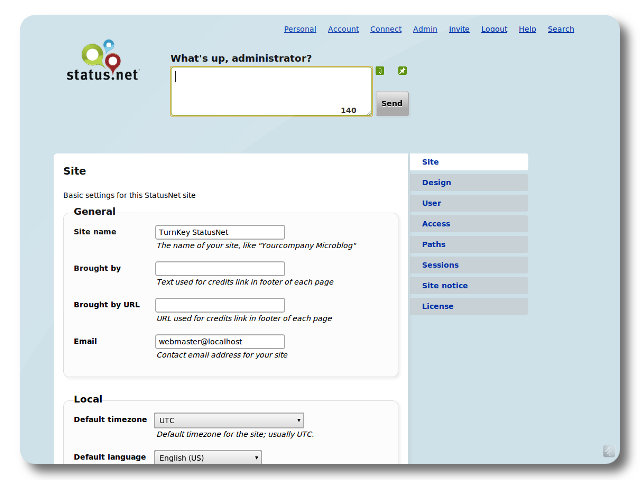 Personal Account Connect Admin Invite Logout Help Search
status.net
What's up, administrator?
140
Send
Site
Basic settings for this StatusNet site
General
Site name TurnKey StatusNet
The name of your site, like "Yourcompany Microblog"
Brought by
Text used for credits link in footer of each page
Brought by URL
URL used for credits link in footer of each page
Email webmaster@localhost
Contact email address for your site
Local
Default timezone UTC
Default timezone for the site; usually UTC.
Default language English (US)
Site
Design
User
Access
Paths
Sessions
Site notice
License